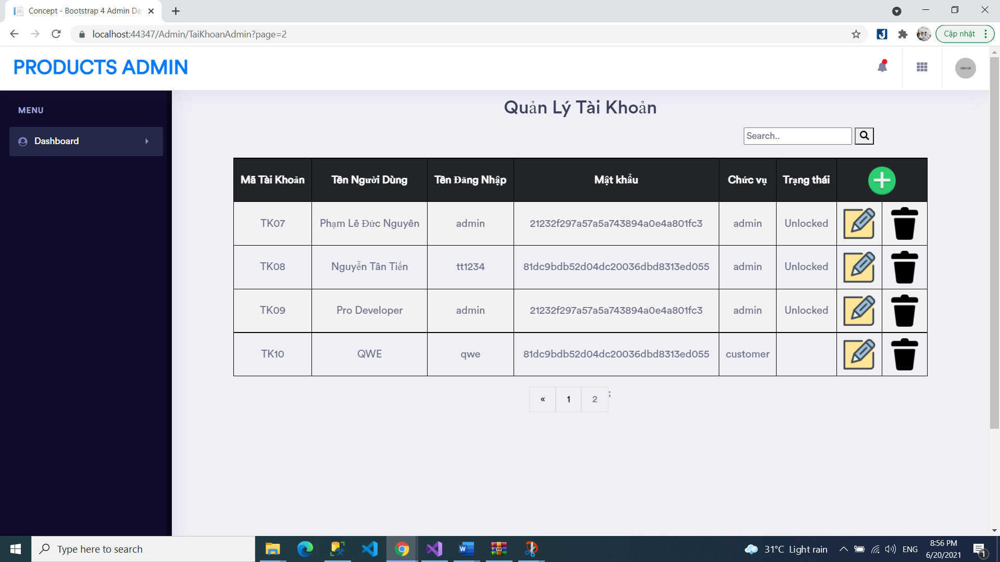 Concept - Bootstrap 4 Admin Da
localhost:44347/Admin/TaiKhoanAdmin?page=2
Cập nhật
PRODUCTS ADMIN
MENU
Dashboard
Quản Lý Tài Khoản
Search..
Mã Tài Khoản Tên Người Dùng Tên Đăng Nhập Mật khẩu Chức vụ Trạng thái
TK07 Phạm Lê Đức Nguyên admin 21232f297a57a5a743894a0e4a801fc3 admin Unlocked
TK08 Nguyễn Tân Tiến tt1234 81dc9bdb52d04dc20036dbd8313ed055 admin Unlocked
TK09 Pro Developer admin 21232f297a57a5a743894a0e4a801fc3 admin Unlocked
TK10 QWE qwe 81dc9bdb52d04dc20036dbd8313ed055 customer
« 1 2 ;
Type here to search
31°C Light rain
ENG
8:56 PM
6/20/2021
1